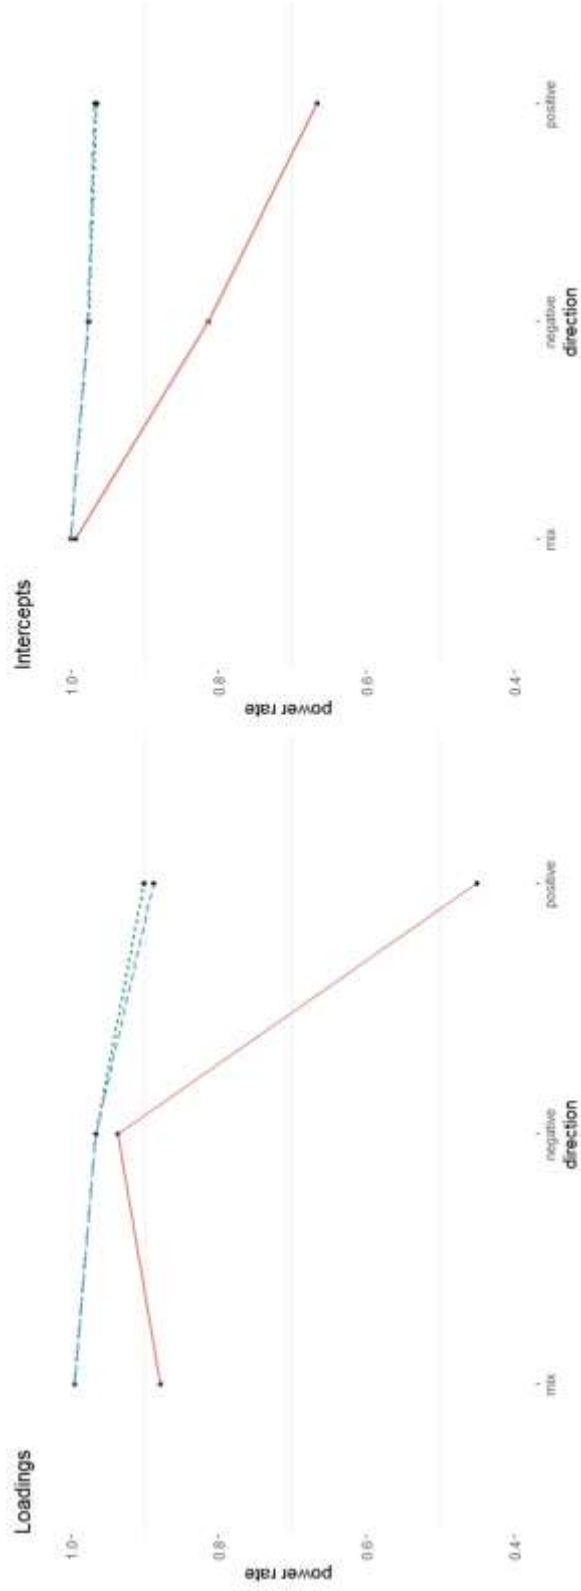 Loadings
power rate
1.0
0.8
0.6
0.4
mix
negative
positive
direction
Intercepts
power rate
1.0
0.8
0.6
0.4
mix
negative
positive
direction